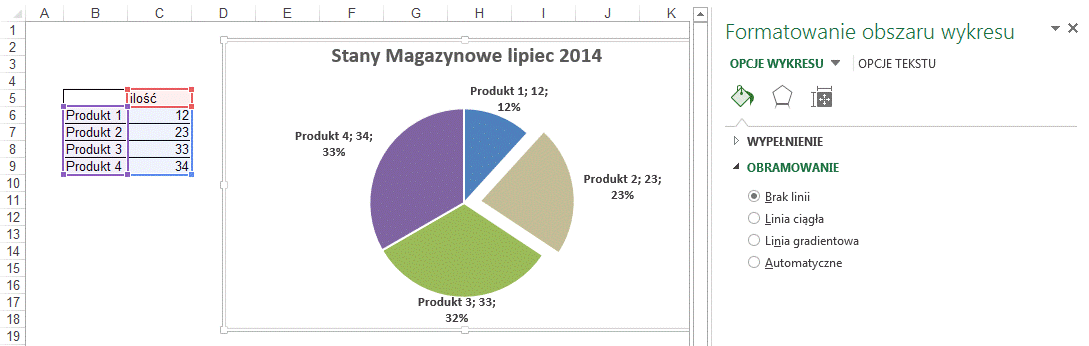 A B C D E F G H I J K
1
2
3
4
5 ilość
6 Produkt 1 12
7 Produkt 2 23
8 Produkt 3 33
9 Produkt 4 34
10
11
12
13
14
15
16
17
18
19
Stany Magazynowe lipiec 2014
Produkt 1; 12;
12%
Produkt 4; 34;
33%
Produkt 2; 23;
23%
Produkt 3; 33;
32%
Formatowanie obszaru wykresu
OPCJE WYKRESU OPCJE TEKSTU
WYPEŁNIENIE
OBRAMOWANIE
Brak linii
Linia ciągła
Linia gradientowa
Automatyczne